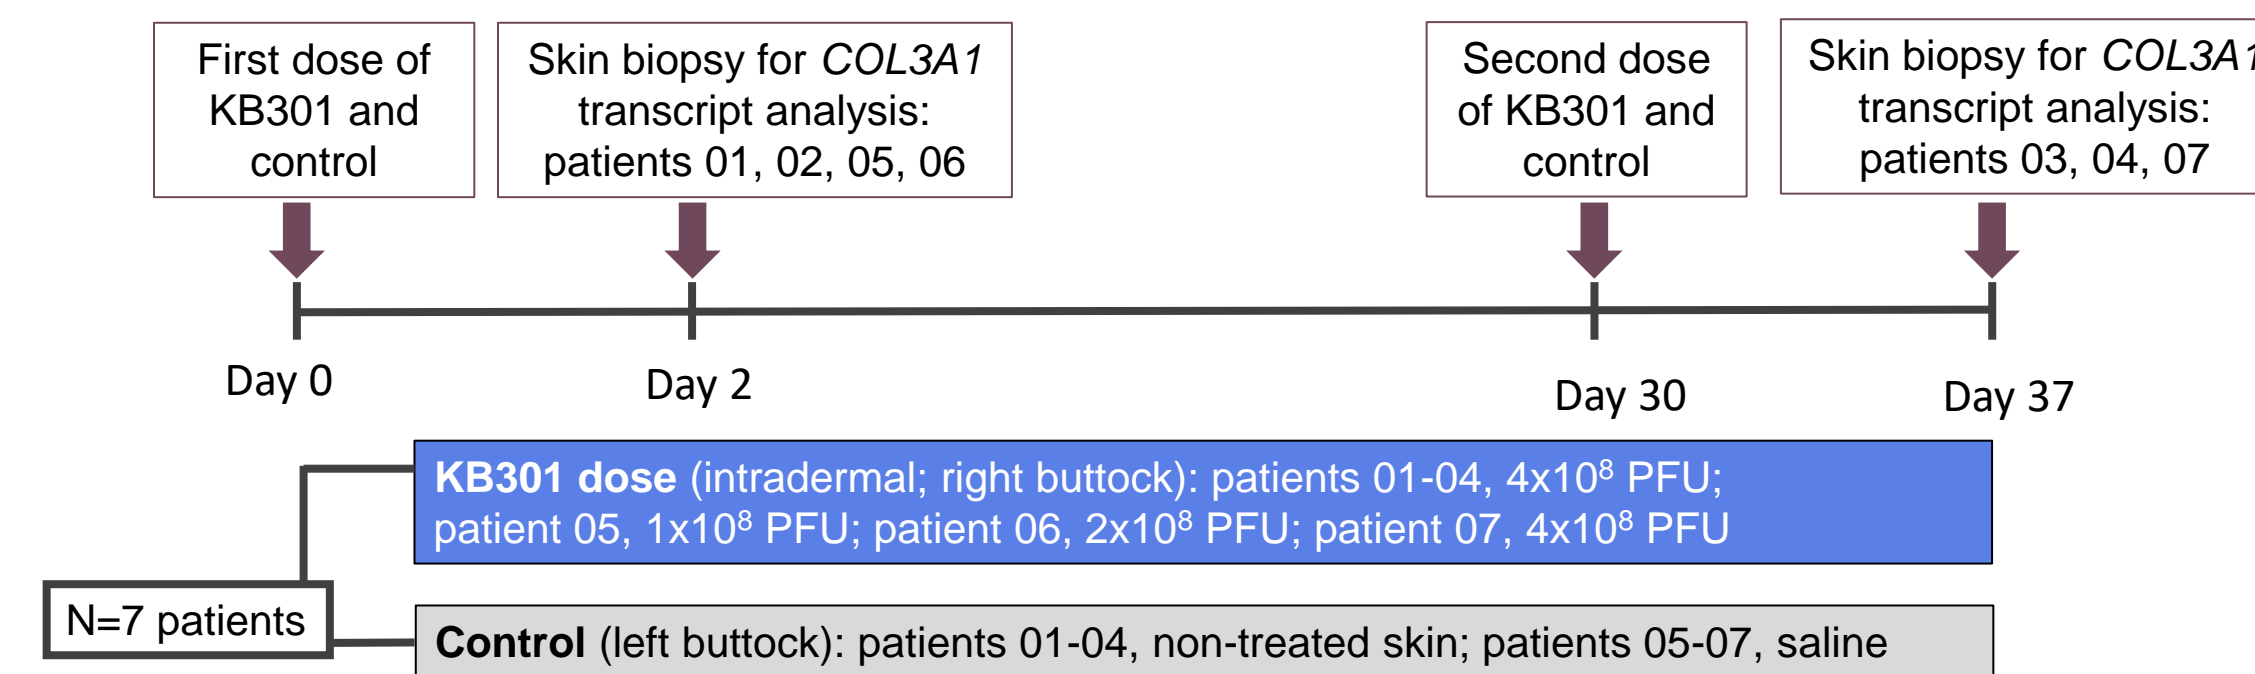 First dose of
KB301 and
control
Skin biopsy for COL3A1
transcript analysis:
patients 01, 02, 05, 06
Second dose
of KB301 and
control
Skin biopsy for COL3A1
transcript analysis:
patients 03, 04, 07
Day 0
Day 2
Day 30
Day 37
KB301 dose (intradermal; right buttock): patients 01-04, 4x10⁸ PFU;
patient 05, 1x10⁸ PFU; patient 06, 2x10⁸ PFU; patient 07, 4x10⁸ PFU
N=7 patients
Control (left buttock): patients 01-04, non-treated skin; patients 05-07, saline